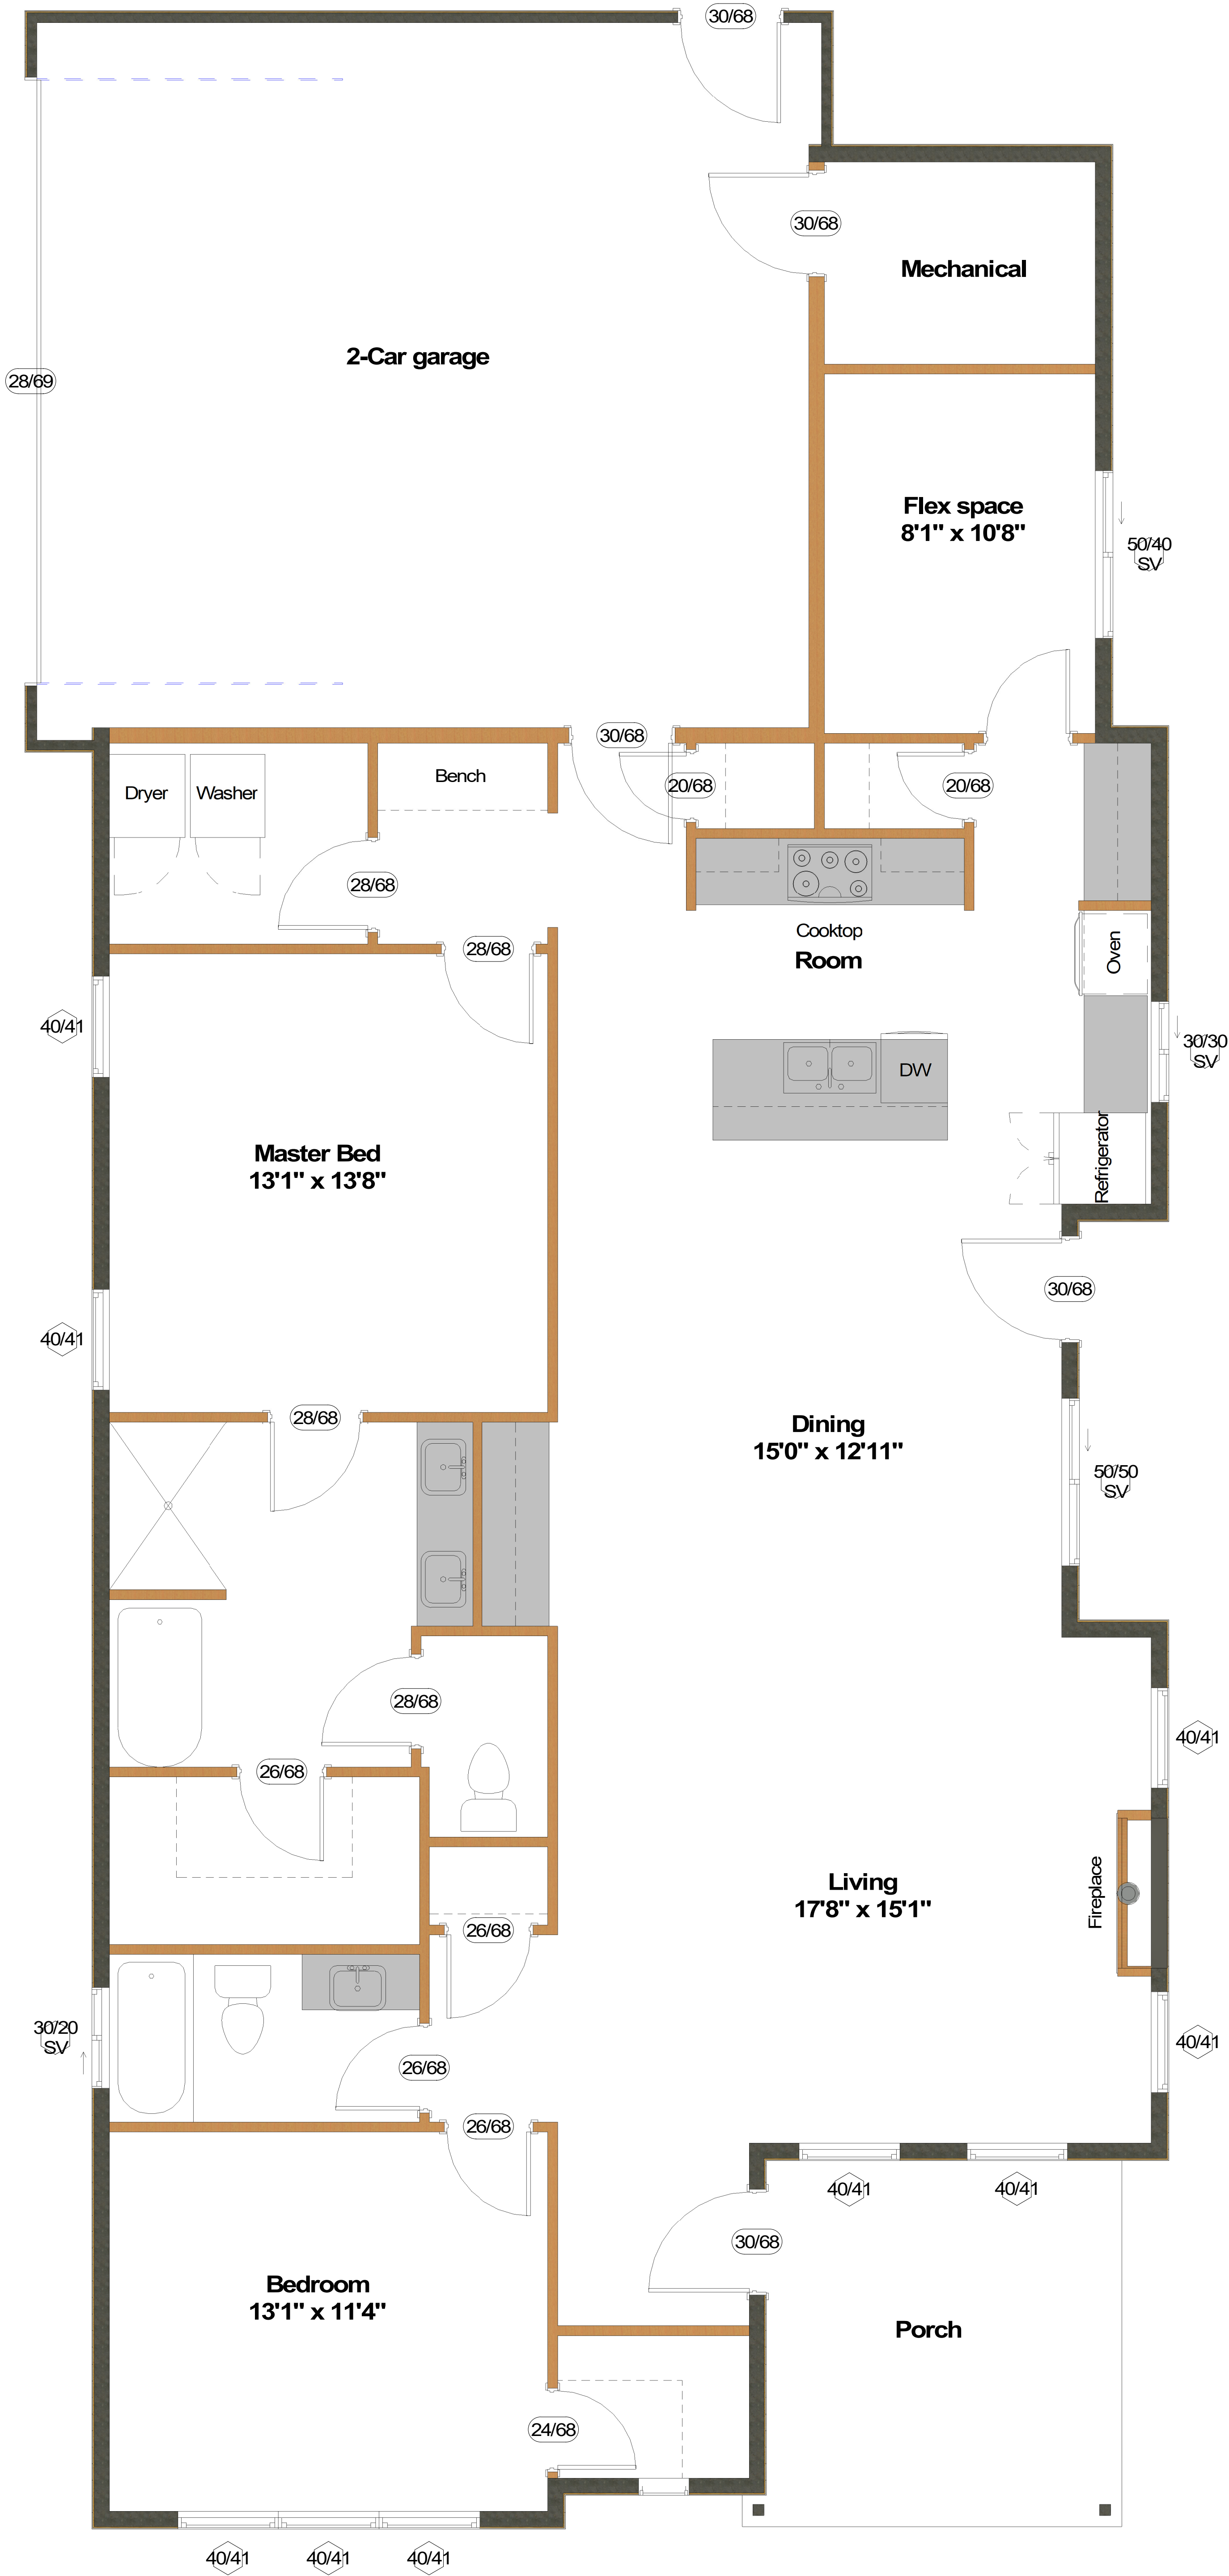 30/68
30/68
Mechanical
2-Car garage
28/69
Flex space
8'1" x 10'8"
50/40
SV
30/68
Bench
Dryer
Washer
20/68
20/68
28/68
Cooktop
28/68
Room
Oven
40/41
30/30
SV
DW
Refrigerator
Master Bed
13'1" x 13'8"
30/68
40/41
28/68
Dining
15'0" x 12'11"
50/50
SV
28/68
40/41
26/68
Living
17'8" x 15'1"
Fireplace
26/68
30/20
SV
40/41
26/68
26/68
40/41
40/41
30/68
Bedroom
13'1" x 11'4"
Porch
24/68
40/41
40/41
40/41